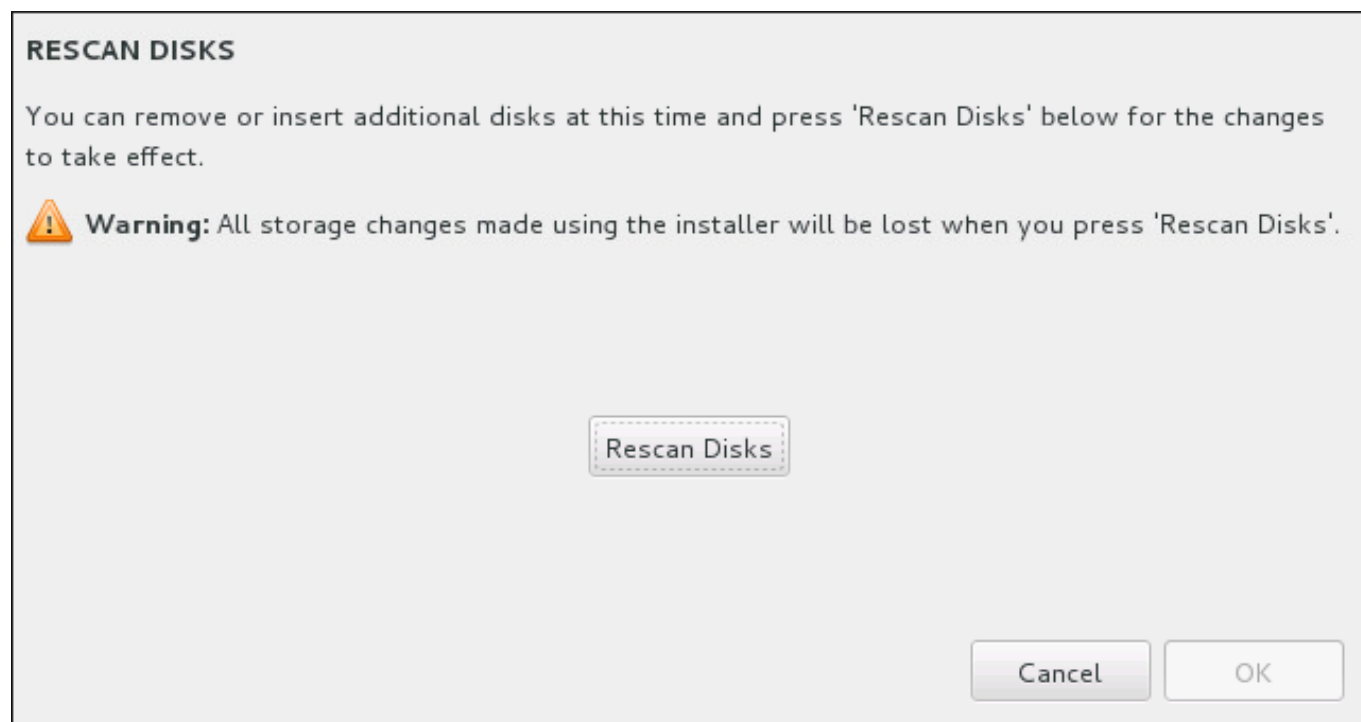 RESCAN DISKS
You can remove or insert additional disks at this time and press 'Rescan Disks' below for the changes
to take effect.
Warning: All storage changes made using the installer will be lost when you press 'Rescan Disks'.
Rescan Disks
Cancel
OK